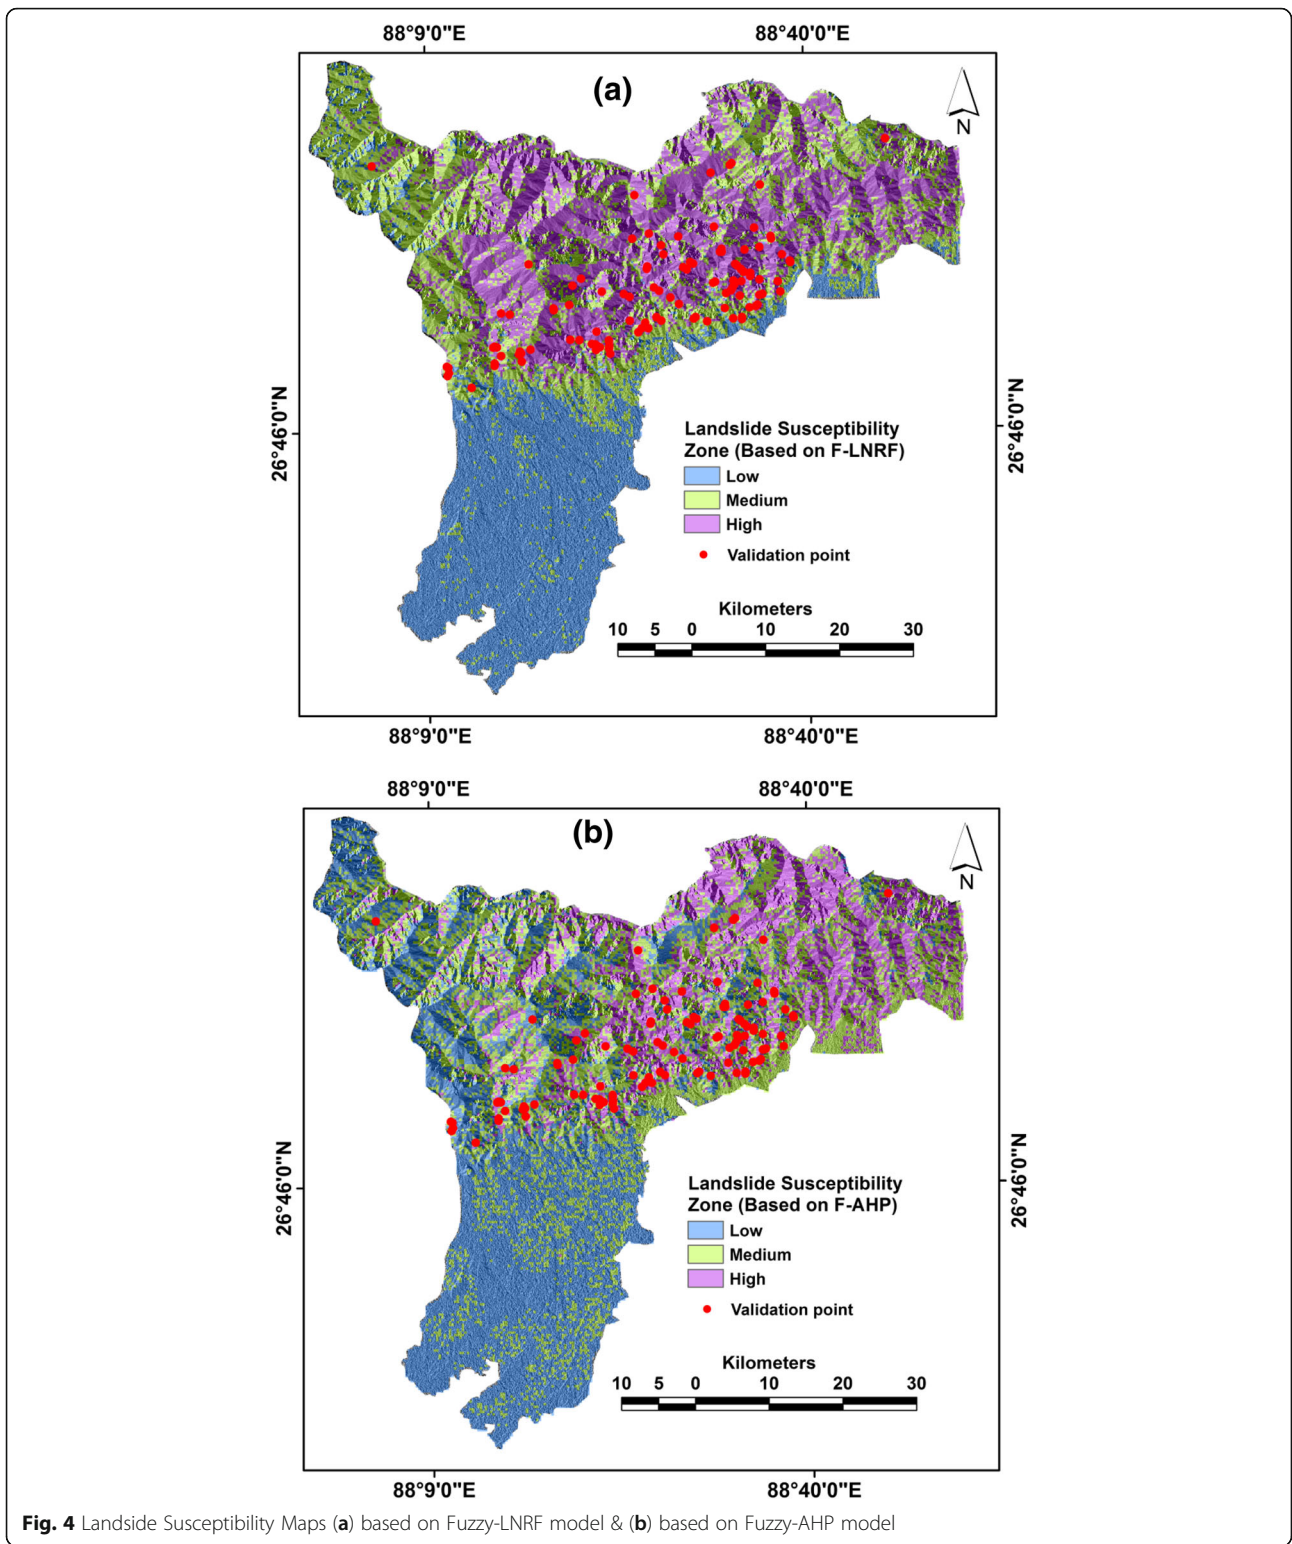 88°9'0"E 88°40'0"E
(a)
N
26°46'0"N 26°46'0"N
Landslide Susceptibility
Zone (Based on F-LNRF)
Low
Medium
High
Validation point
Kilometers
10 5 0 10 20 30
88°9'0"E 88°40'0"E
88°9'0"E 88°40'0"E
(b)
N
26°46'0"N 26°46'0"N
Landslide Susceptibility
Zone (Based on F-AHP)
Low
Medium
High
Validation point
Kilometers
10 5 0 10 20 30
88°9'0"E 88°40'0"E
Fig. 4 Landside Susceptibility Maps (a) based on Fuzzy-LNRF model & (b) based on Fuzzy-AHP model